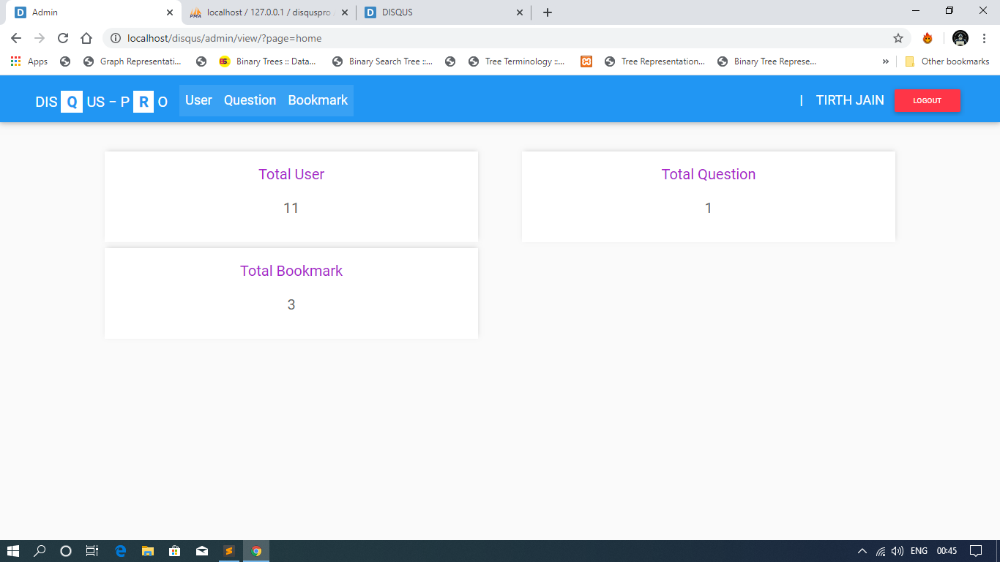 Admin
localhost / 127.0.0.1 / disquspro
DISQUS
localhost/disqus/admin/view/?page=home
Apps
Graph Representati...
Binary Trees :: Data...
Binary Search Tree ::...
Tree Terminology ::...
Tree Representation...
Binary Tree Represe...
»
Other bookmarks
DIS Q US – P R O
User Question Bookmark
| TIRTH JAIN LOGOUT
Total User
11
Total Question
1
Total Bookmark
3
ENG 00:45